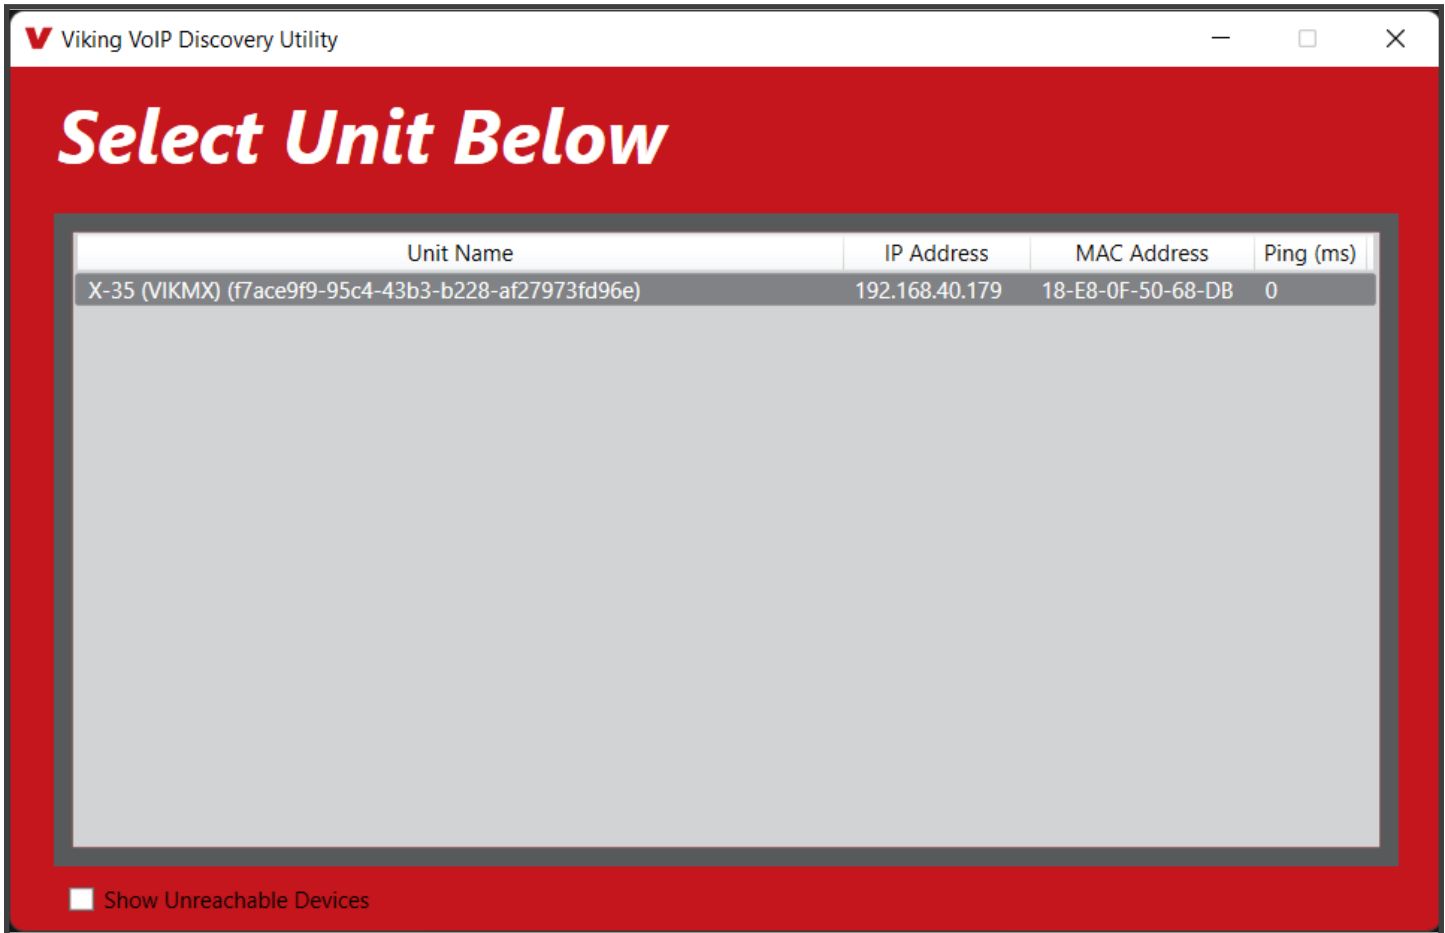 Viking VoIP Discovery Utility
Select Unit Below
Unit Name IP Address MAC Address Ping (ms)
X-35 (VIKMX) (f7ace9f9-95c4-43b3-b228-af27973fd96e) 192.168.40.179 18-E8-0F-50-68-DB 0
Show Unreachable Devices